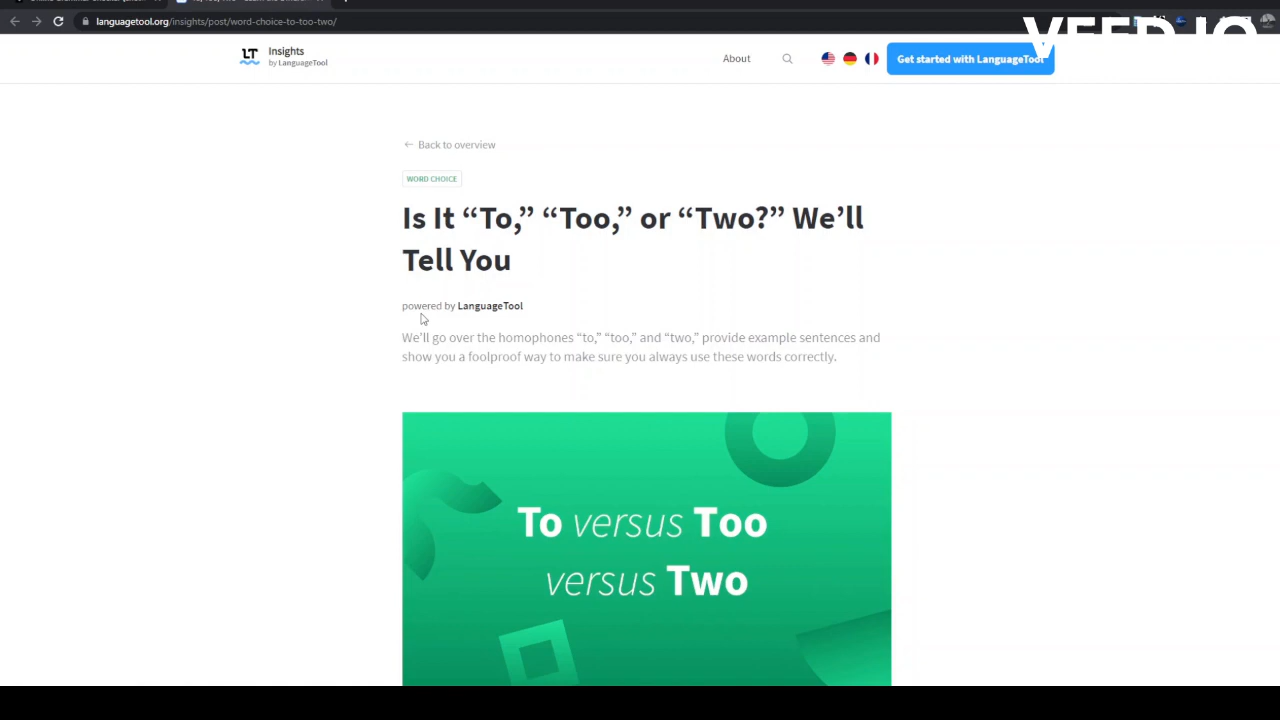 languagetool.org/insights/post/word-choice-to-too-two/
VEED.IO
LT
Insights
by LanguageTool
About
Get started with LanguageTool
← Back to overview
WORD CHOICE
Is It “To,” “Too,” or “Two?” We’ll
Tell You
powered by LanguageTool
We'll go over the homophones “to,” “too,” and “two,” provide example sentences and
show you a foolproof way to make sure you always use these words correctly.
To versus Too
versus Two